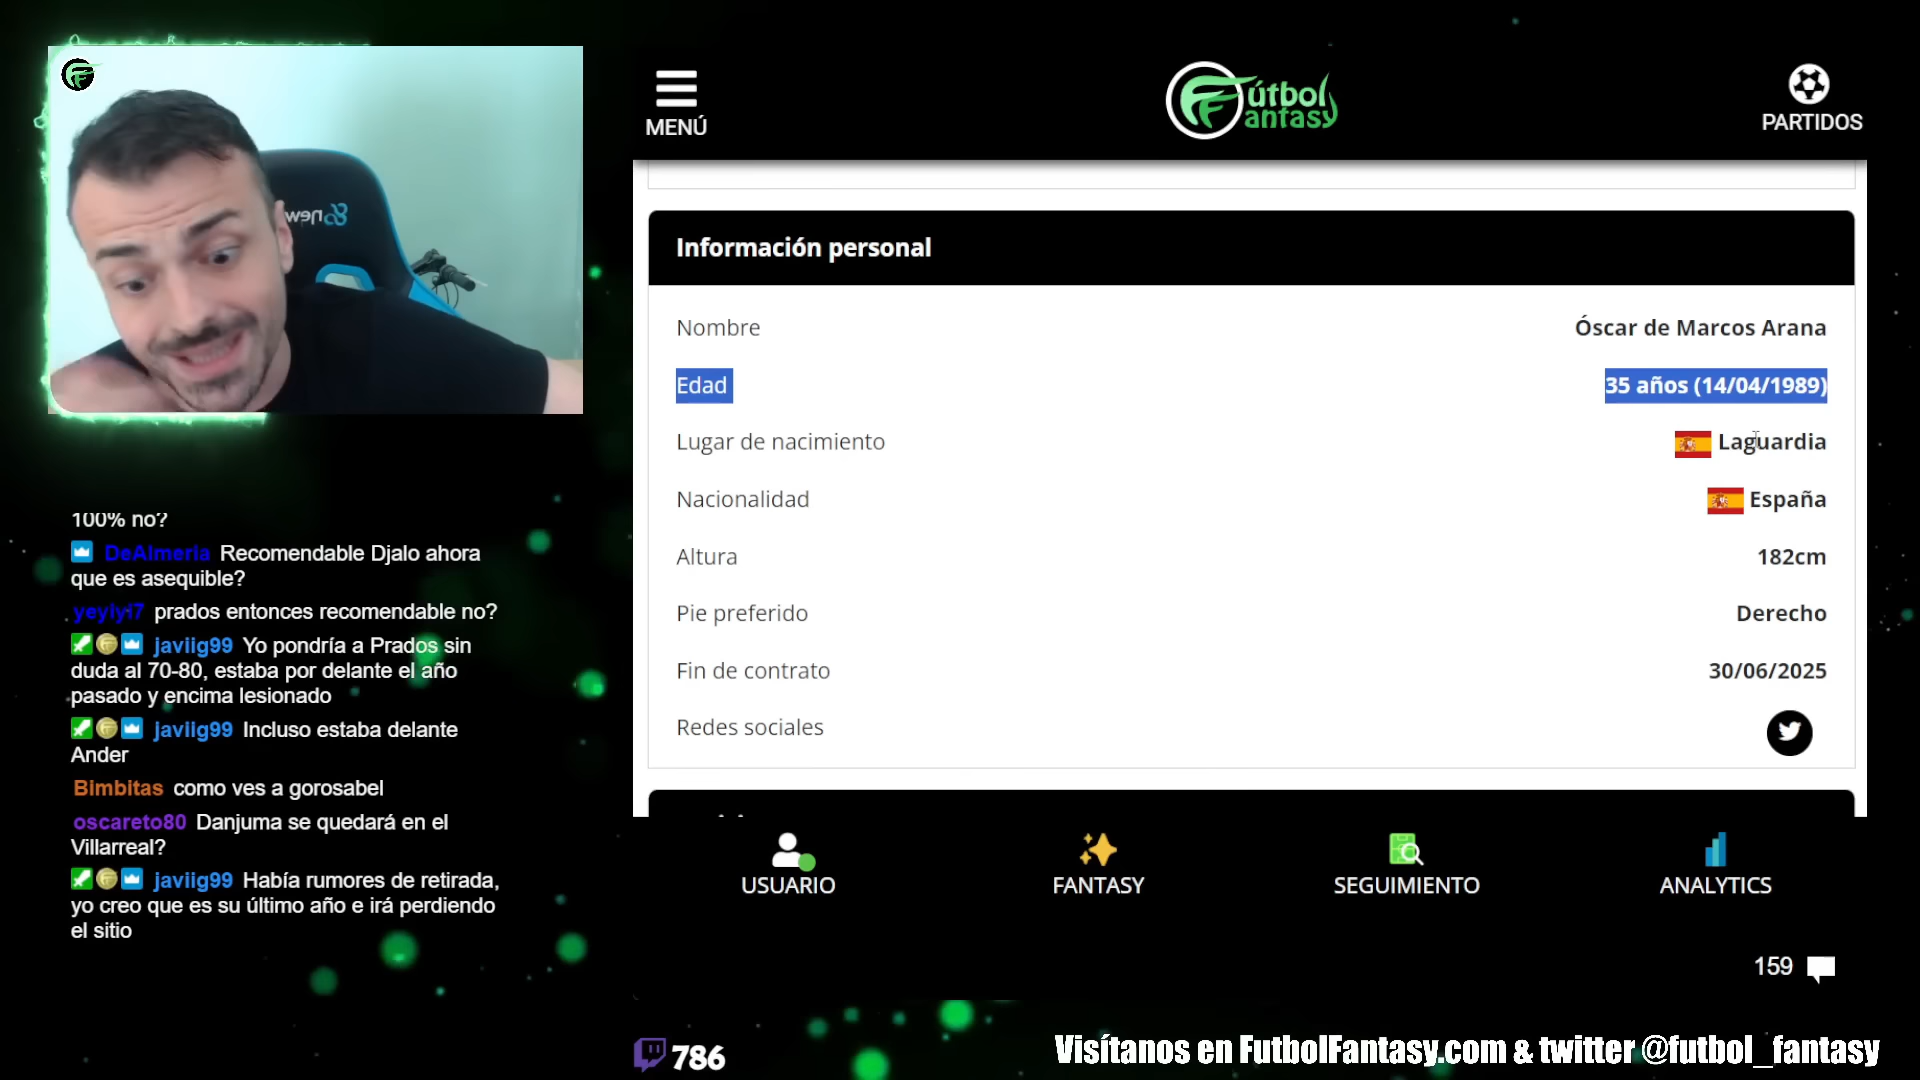 MENÚ
Fútbol
Fantasy
PARTIDOS
Información personal
Nombre
Óscar de Marcos Arana
Edad
35 años (14/04/1989)
Lugar de nacimiento
Laguardia
Nacionalidad
España
Altura
182cm
Pie preferido
Derecho
Fin de contrato
30/06/2025
Redes sociales
USUARIO
FANTASY
SEGUIMIENTO
ANALYTICS
159
new
100% no?
DeAlmeria Recomendable Djalo ahora
que es asequible?
yeylyi7 prados entonces recomendable no?
javiig99 Yo pondría a Prados sin
duda al 70-80, estaba por delante el año
pasado y encima lesionado
javiig99 Incluso estaba delante
Ander
Bimbitas como ves a gorosabel
oscareto80 Danjuma se quedará en el
Villarreal?
javiig99 Había rumores de retirada,
yo creo que es su último año e irá perdiendo
el sitio
786
Visítanos en FutbolFantasy.com & twitter @futbol_fantasy